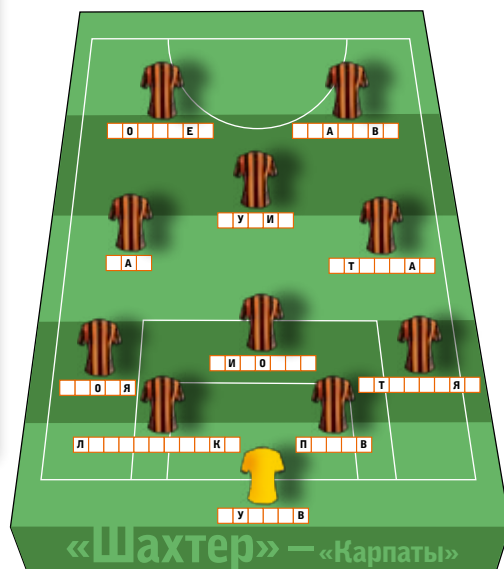 О Е
А В
У И
А
Т А
И О
О Я
Т Я
Л К
П В
У В
«Шахтер» – «Карпаты»